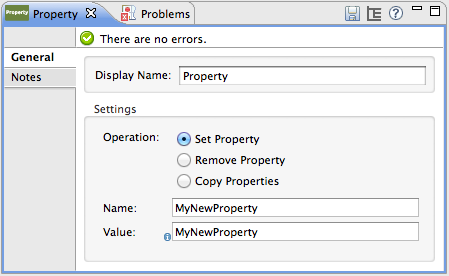 Property Property Problems
There are no errors.
General
Notes
Display Name: Property
Settings
Operation: Set Property
Remove Property
Copy Properties
Name: MyNewProperty
Value: MyNewProperty